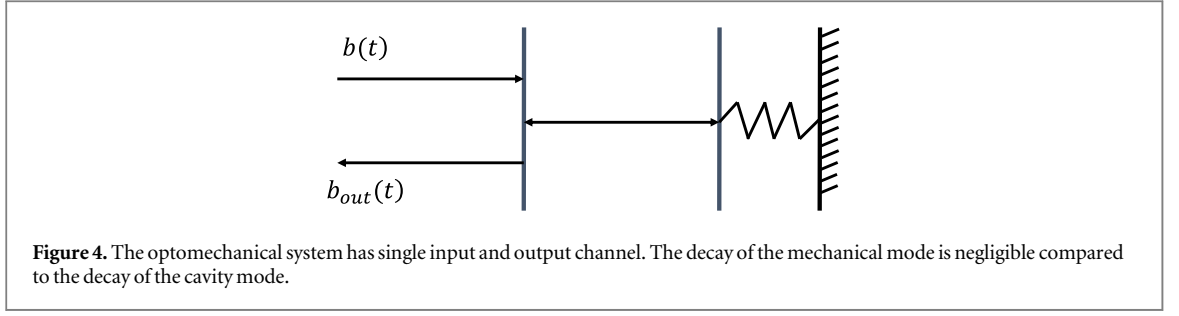 b(t)
b_out(t)
Figure 4. The optomechanical system has single input and output channel. The decay of the mechanical mode is negligible compared
to the decay of the cavity mode.